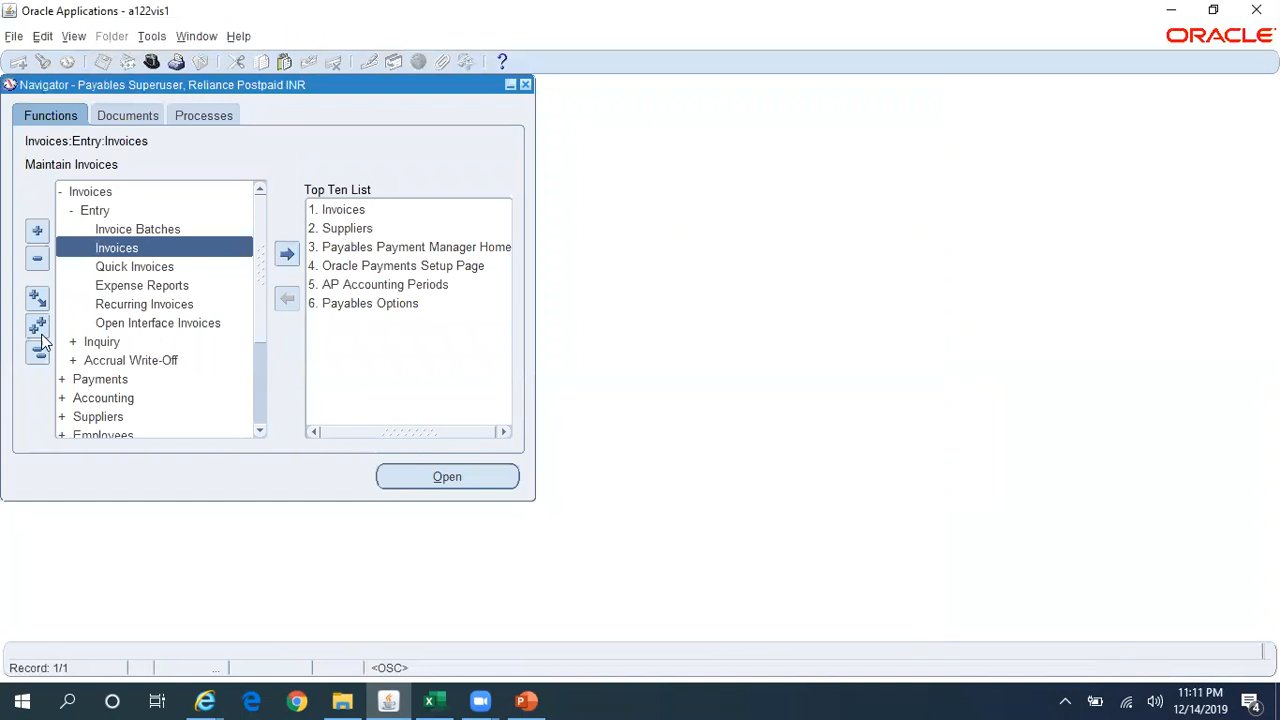 Oracle Applications - a122vis1
File Edit View Folder Tools Window Help
ORACLE
Navigator - Payables Superuser, Reliance Postpaid INR
Functions Documents Processes
Invoices:Entry:Invoices
Maintain Invoices
- Invoices
- Entry
Invoice Batches
Invoices
Quick Invoices
Expense Reports
Recurring Invoices
Open Interface Invoices
+ Inquiry
+ Accrual Write-Off
+ Payments
+ Accounting
+ Suppliers
+ Employees
Top Ten List
1. Invoices
2. Suppliers
3. Payables Payment Manager Home
4. Oracle Payments Setup Page
5. AP Accounting Periods
6. Payables Options
Open
Record: 1/1 ... <OSC>
11:11 PM
12/14/2019
4